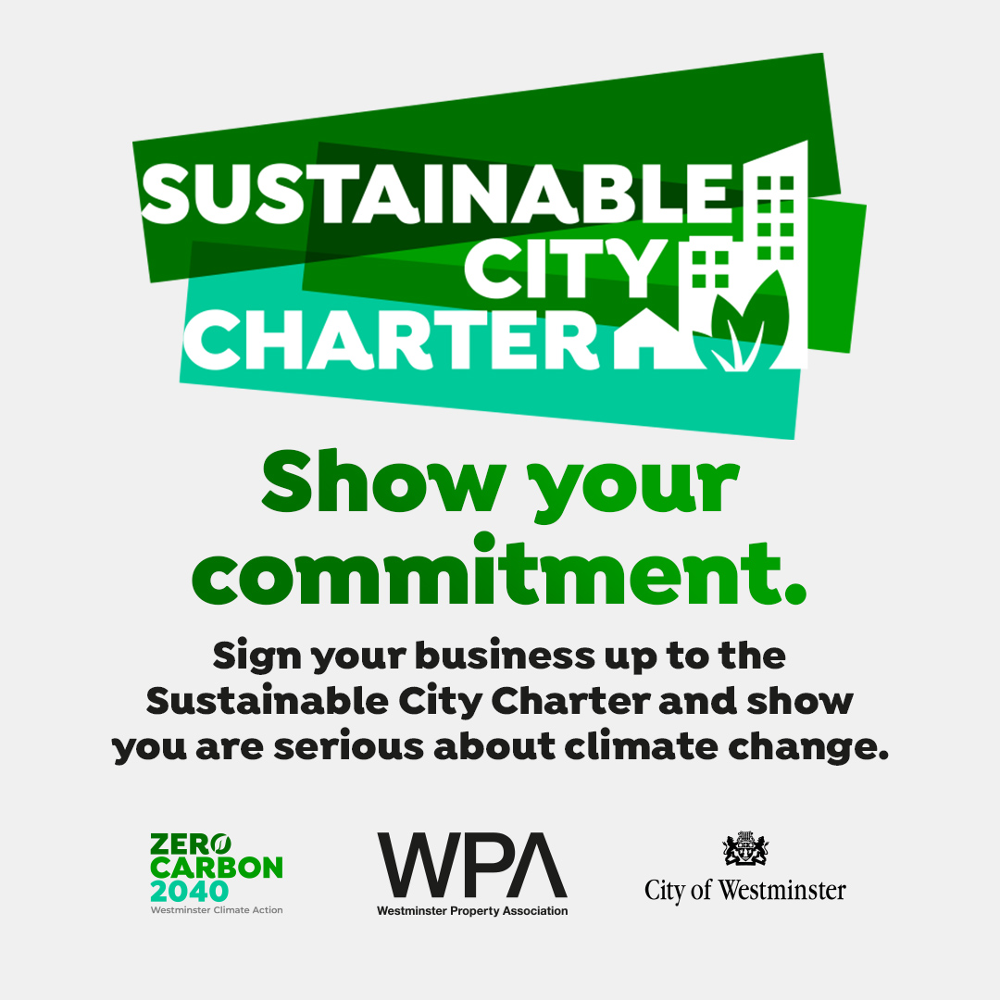 SUSTAINABLE
CITY
CHARTER
Show your
commitment.
Sign your business up to the
Sustainable City Charter and show
you are serious about climate change.
ZERO
CARBON
2040
Westminster Climate Action
WPA
Westminster Property Association
City of Westminster